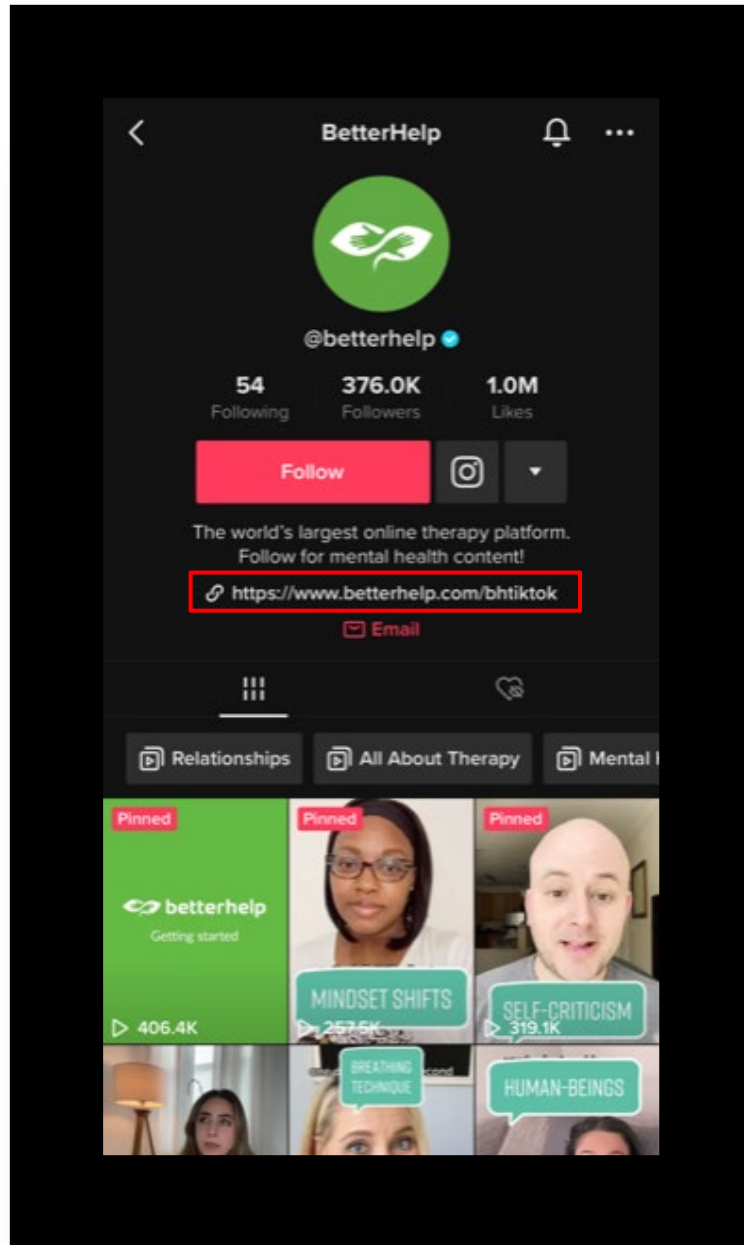 BetterHelp
@betterhelp
54 376.0K 1.0M
Following Followers Likes
Follow
The world's largest online therapy platform.
Follow for mental health content!
https://www.betterhelp.com/bhtiktok
Email
Relationships All About Therapy Mental
Pinned Pinned Pinned
betterhelp
Getting started
MINDSET SHIFTS
SELF-CRITICISM
406.4K 257.5K 319.1K
BREATHING
TECHNIQUE
HUMAN-BEINGS